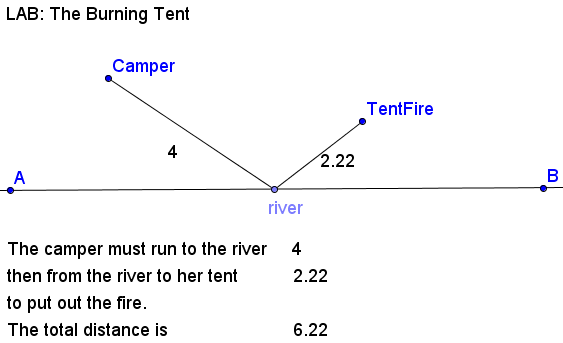 LAB: The Burning Tent
Camper
TentFire
4
2.22
A
B
river
The camper must run to the river 4
then from the river to her tent 2.22
to put out the fire.
The total distance is 6.22